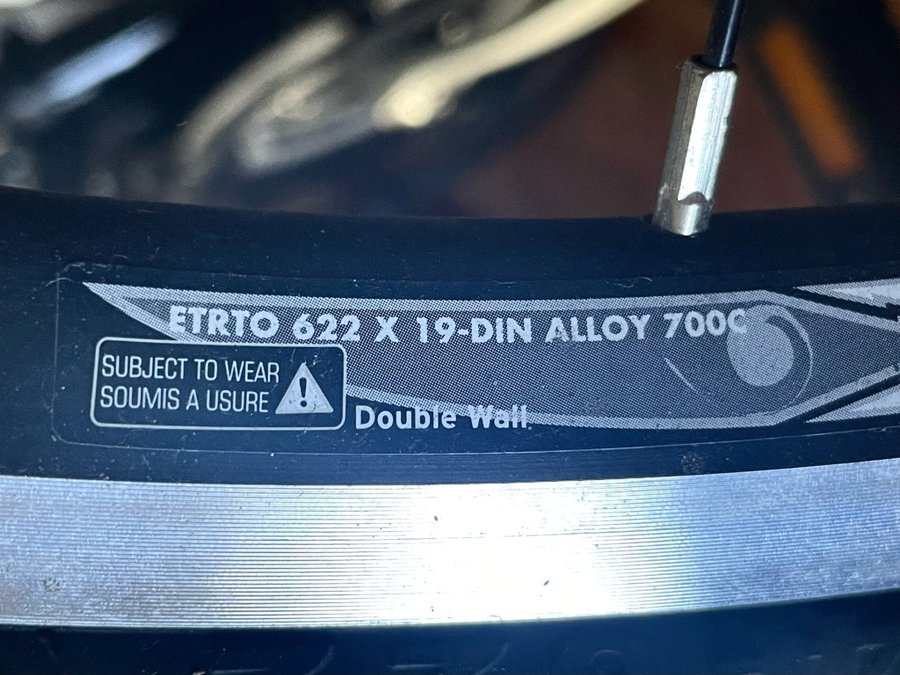 ETRTO 622 X 19-DIN ALLOY 700C
SUBJECT TO WEAR
SOUMIS A USURE
Double Wall